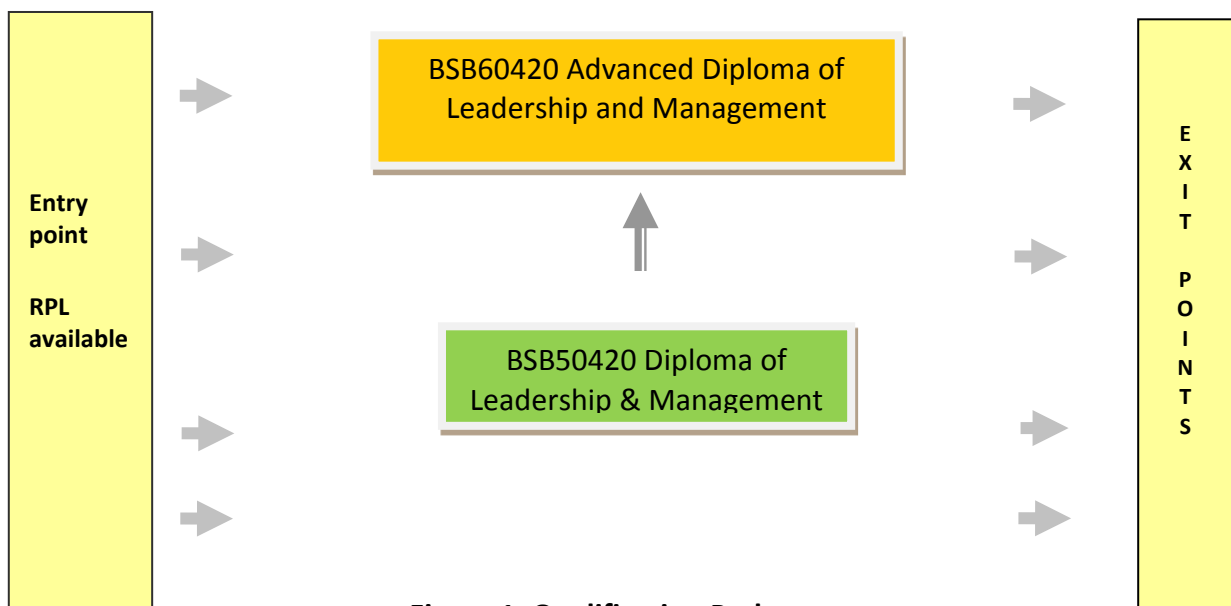 Entry
point
RPL
available
BSB60420 Advanced Diploma of
Leadership and Management
BSB50420 Diploma of
Leadership & Management
E
X
I
T
P
O
I
N
T
S